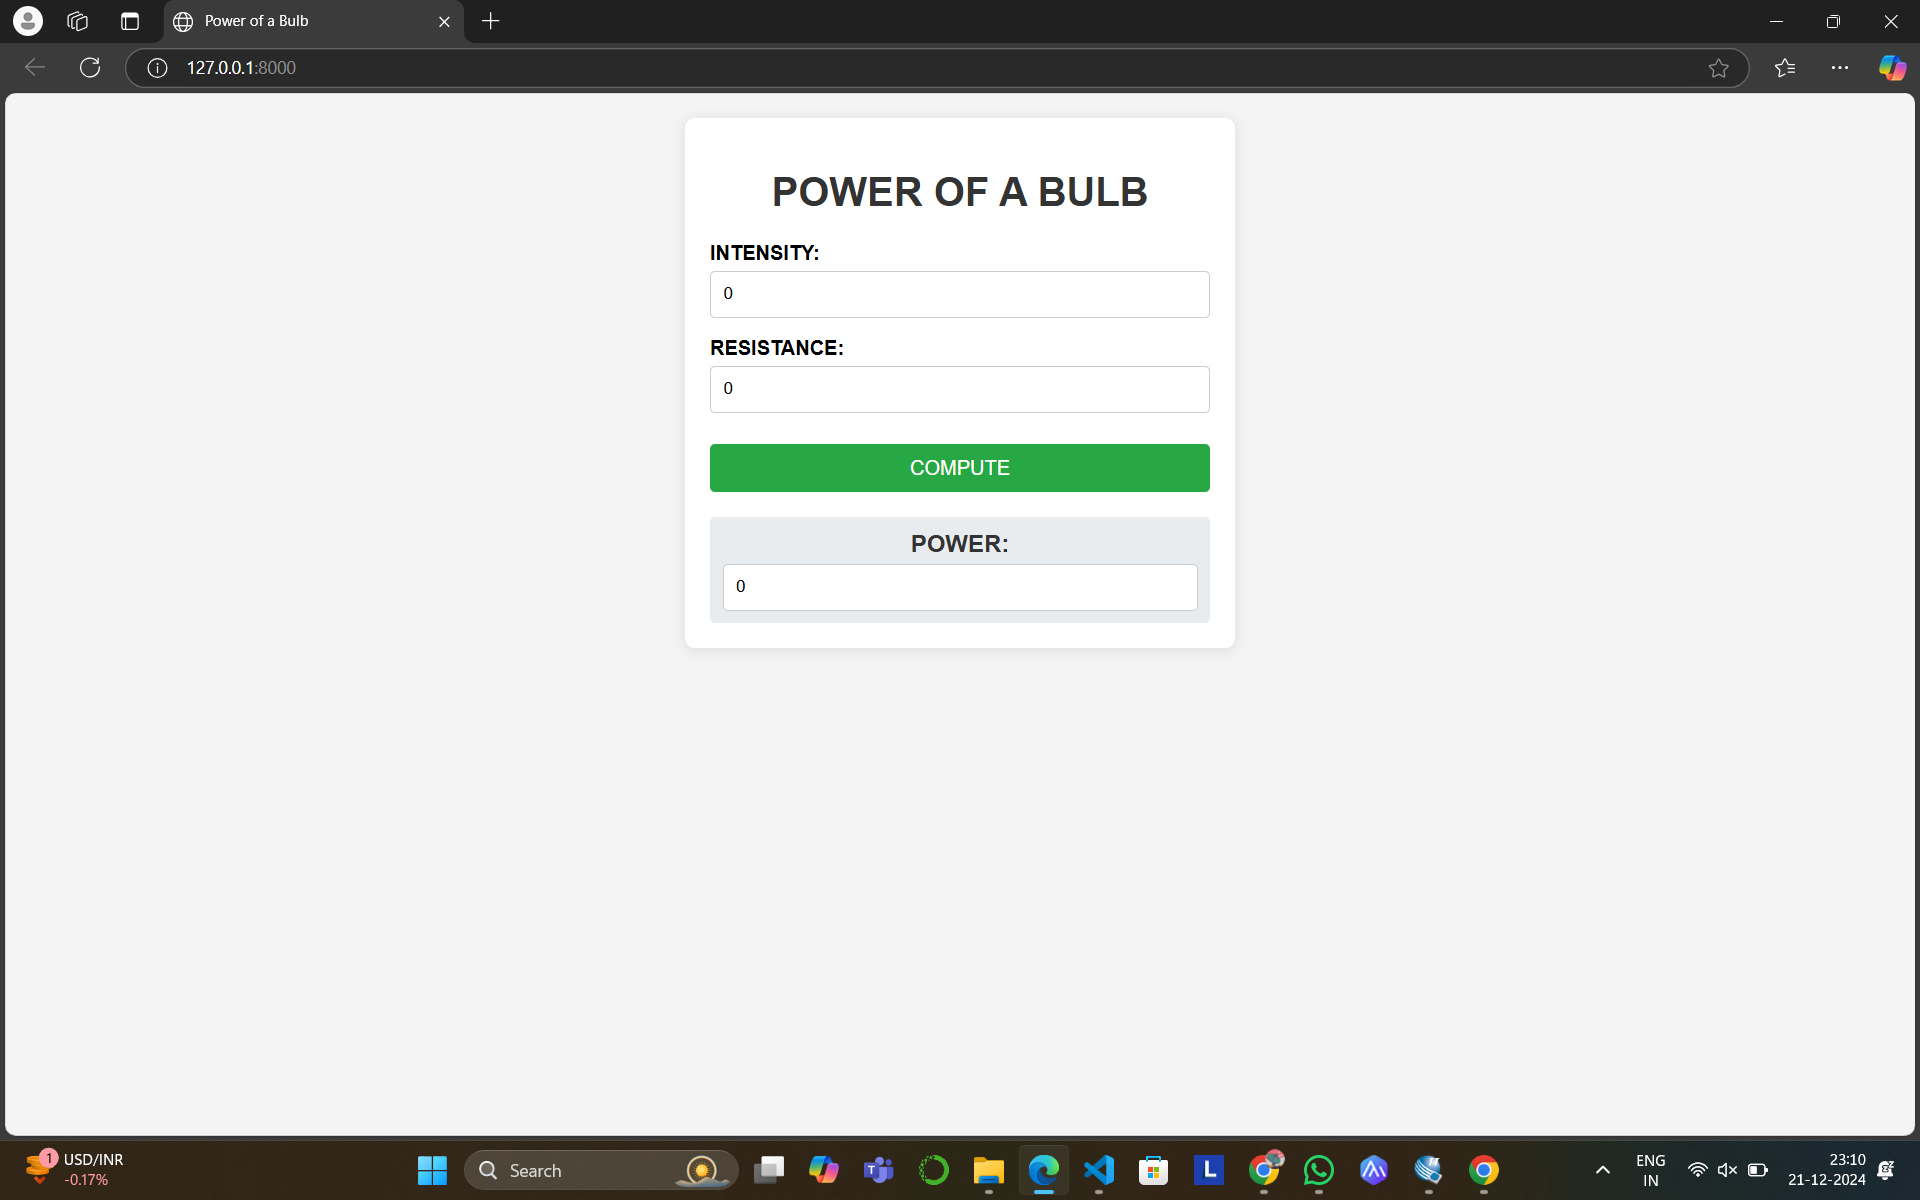 Power of a Bulb
127.0.0.1:8000
POWER OF A BULB
INTENSITY:
0
RESISTANCE:
0
COMPUTE
POWER:
0
1
USD/INR
-0.17%
Search
T
L
ENG
IN
23:10
21-12-2024